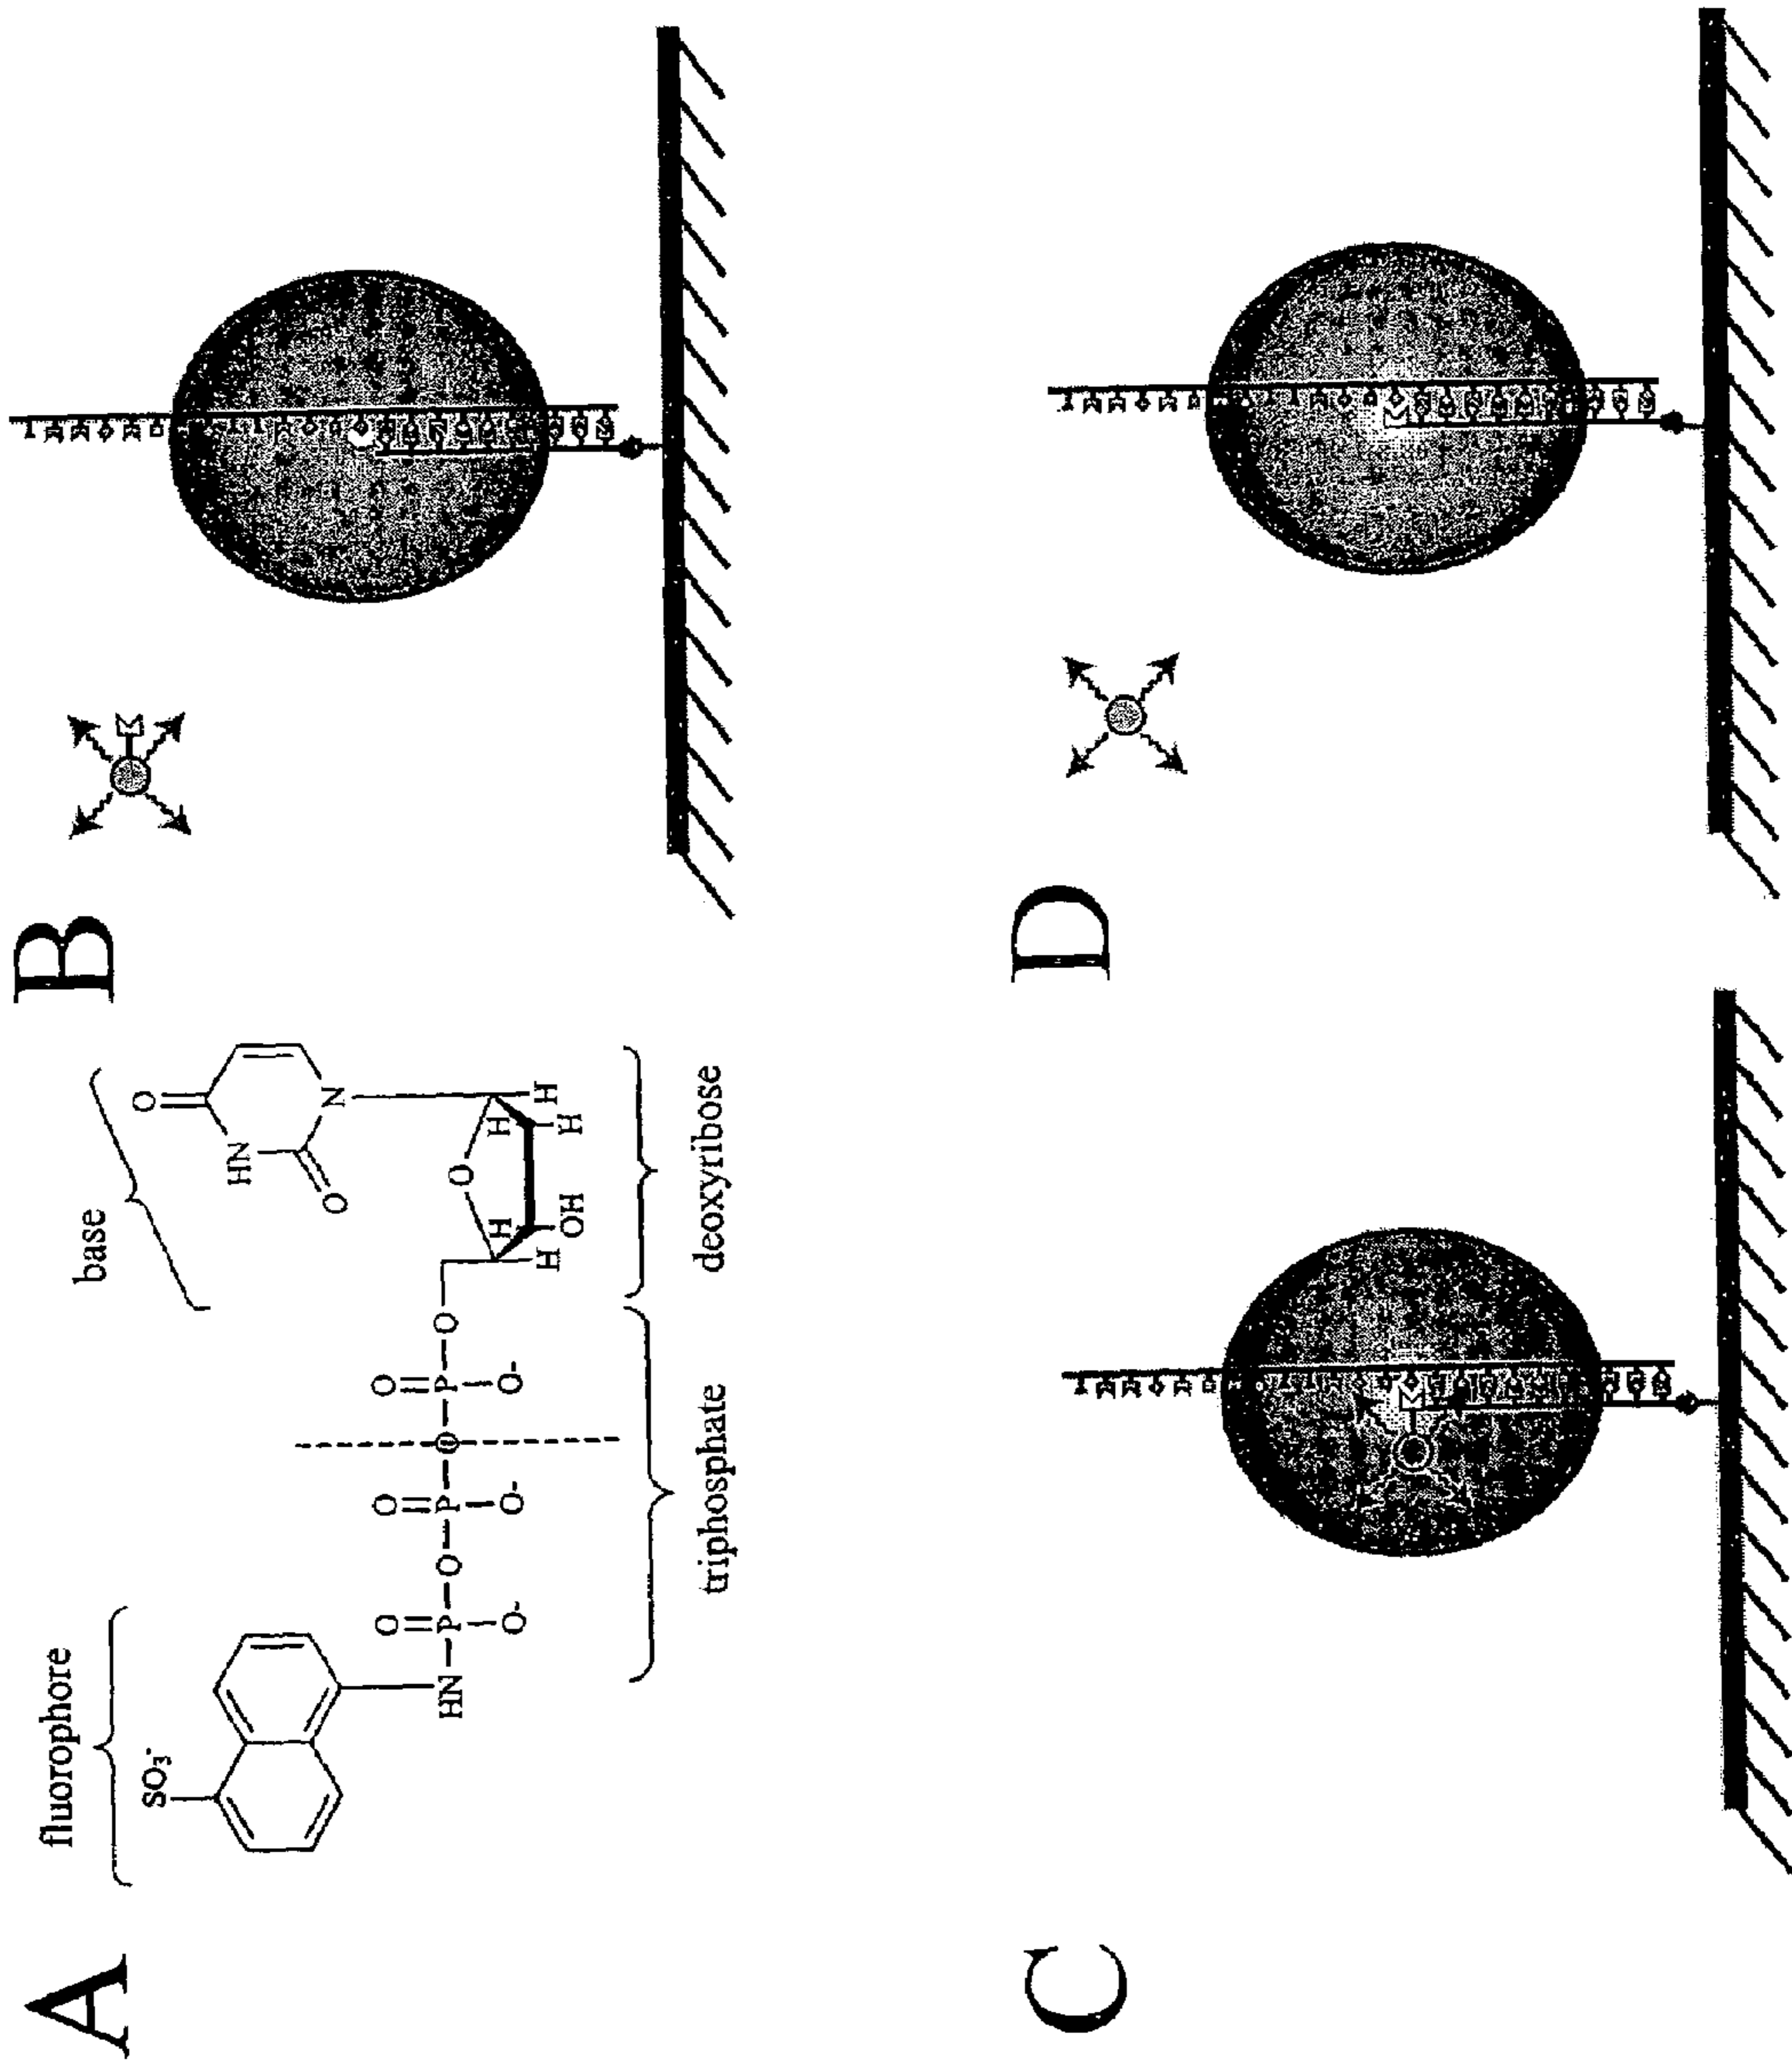 A
fluorophore
base
SO₃⁻
O
HN
O
N
HN
O
P
O⁻
O
O
P
O⁻
O
O
P
O⁻
O
O
H
H
H
H
H
OH
triphosphate
deoxyribose
B
C
D